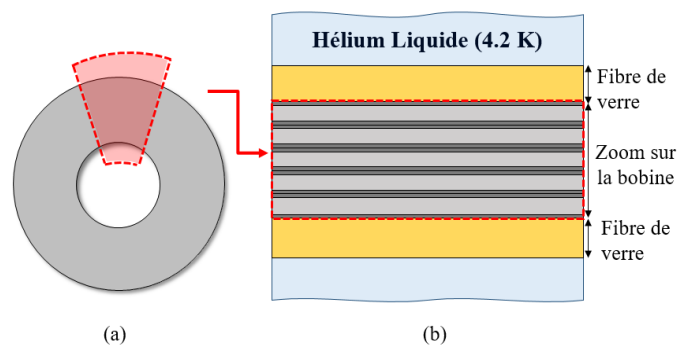 Hélium Liquide (4.2 K)
Fibre de
verre
Zoom sur
la bobine
Fibre de
verre
(a)
(b)